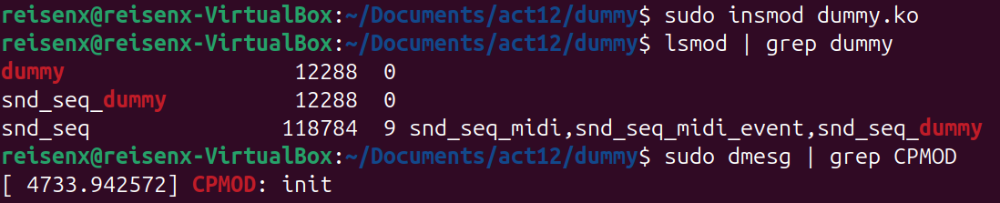 reisenx@reisenx-VirtualBox:~/Documents/act12/dummy$ sudo insmod dummy.ko
reisenx@reisenx-VirtualBox:~/Documents/act12/dummy$ lsmod | grep dummy
dummy                  12288  0
snd_seq_dummy          12288  0
snd_seq               118784  9 snd_seq_midi,snd_seq_midi_event,snd_seq_dummy
reisenx@reisenx-VirtualBox:~/Documents/act12/dummy$ sudo dmesg | grep CPMOD
[ 4733.942572] CPMOD: init